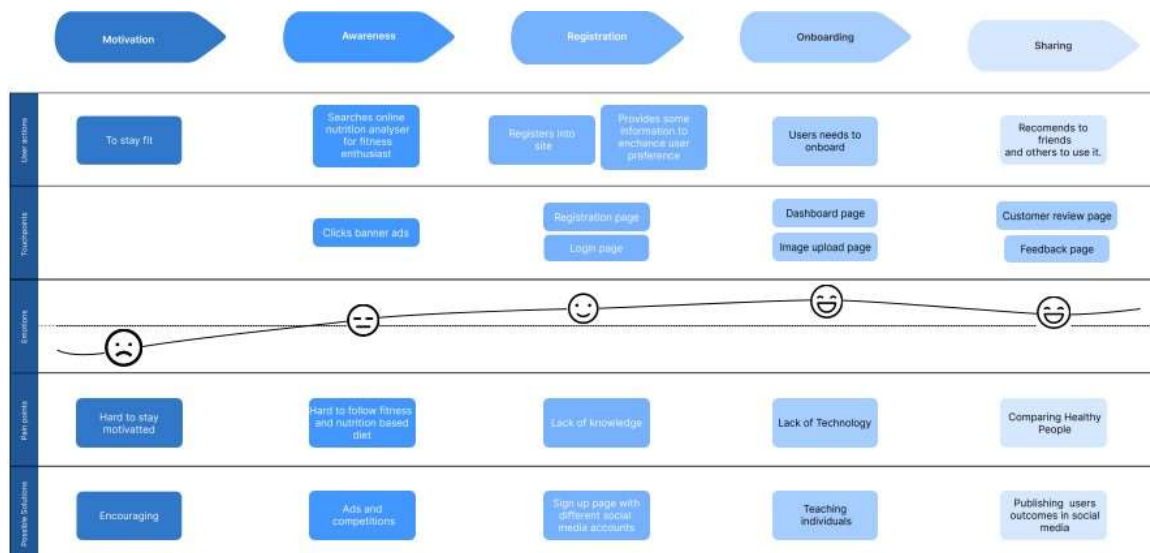 Motivation
Awareness
Registration
Onboarding
Sharing
User actions
To stay fit
Searches online
nutrition analyser
for fitness
enthusiast
Registers into
site
Provides some
information to
enchance user
preference
Users needs to
onboard
Recomends to
friends
and others to use it.
Touchpoints
Clicks banner ads
Registration page
Login page
Dashboard page
Image upload page
Customer review page
Feedback page
Emotions
Pain points
Hard to stay
motivatted
Hard to follow fitness
and nutrition based
diet
Lack of knowledge
Lack of Technology
Comparing Healthy
People
Possible Solutions
Encouraging
Ads and
competitions
Sign up page with
different social
media accounts
Teaching
individuals
Publishing users
outcomes in social
media